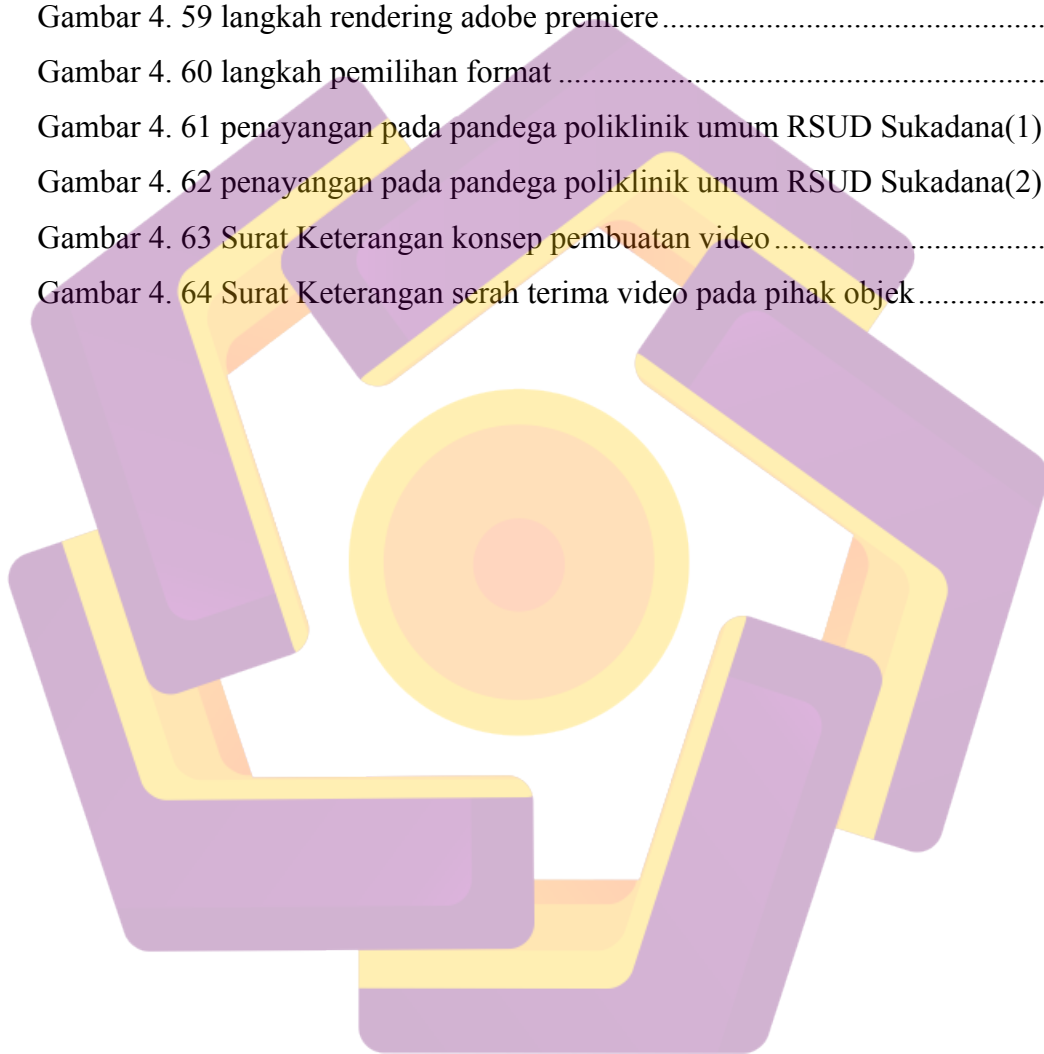 Gambar 4. 59 langkah rendering adobe premiere................................................
Gambar 4. 60 langkah pemilihan format.............................................................
Gambar 4. 61 penayangan pada pandega poliklinik umum RSUD Sukadana(1)
Gambar 4. 62 penayangan pada pandega poliklinik umum RSUD Sukadana(2)
Gambar 4. 63 Surat Keterangan konsep pembuatan video..................................
Gambar 4. 64 Surat Keterangan serah terima video pada pihak objek................